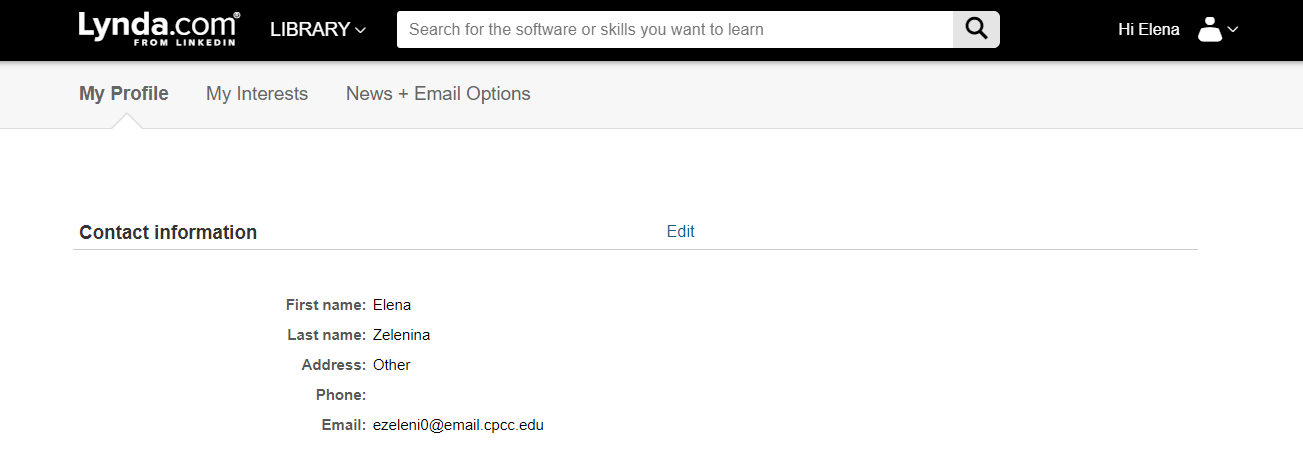 Lynda.com®
FROM LINKEDIN
LIBRARY
Search for the software or skills you want to learn
Hi Elena
My Profile
My Interests
News + Email Options
Contact information
Edit
First name: Elena
Last name: Zelenina
Address: Other
Phone:
Email: ezeleni0@email.cpcc.edu